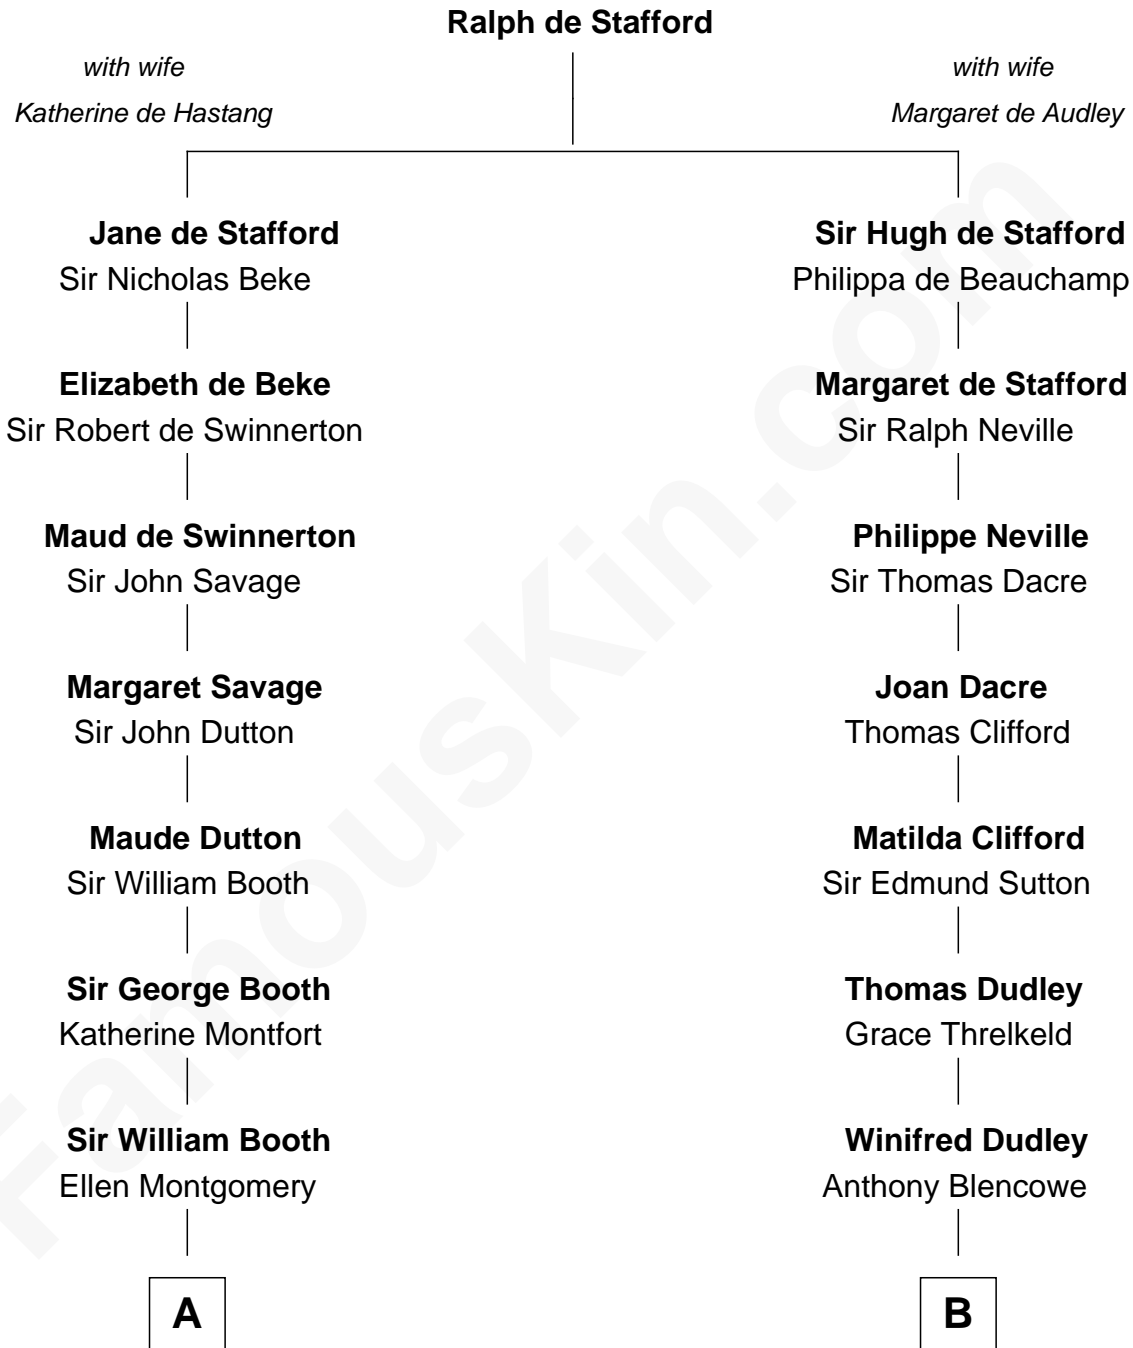 Ralph de Stafford
with wife
Katherine de Hastang
with wife
Margaret de Audley
Jane de Stafford
Sir Nicholas Beke
Sir Hugh de Stafford
Philippa de Beauchamp
Elizabeth de Beke
Sir Robert de Swinnerton
Margaret de Stafford
Sir Ralph Neville
Maud de Swinnerton
Sir John Savage
Philippe Neville
Sir Thomas Dacre
Margaret Savage
Sir John Dutton
Joan Dacre
Thomas Clifford
Maude Dutton
Sir William Booth
Matilda Clifford
Sir Edmund Sutton
Sir George Booth
Katherine Montfort
Thomas Dudley
Grace Threlkeld
Sir William Booth
Ellen Montgomery
Winifred Dudley
Anthony Blencowe
A
B
FamousKin.com